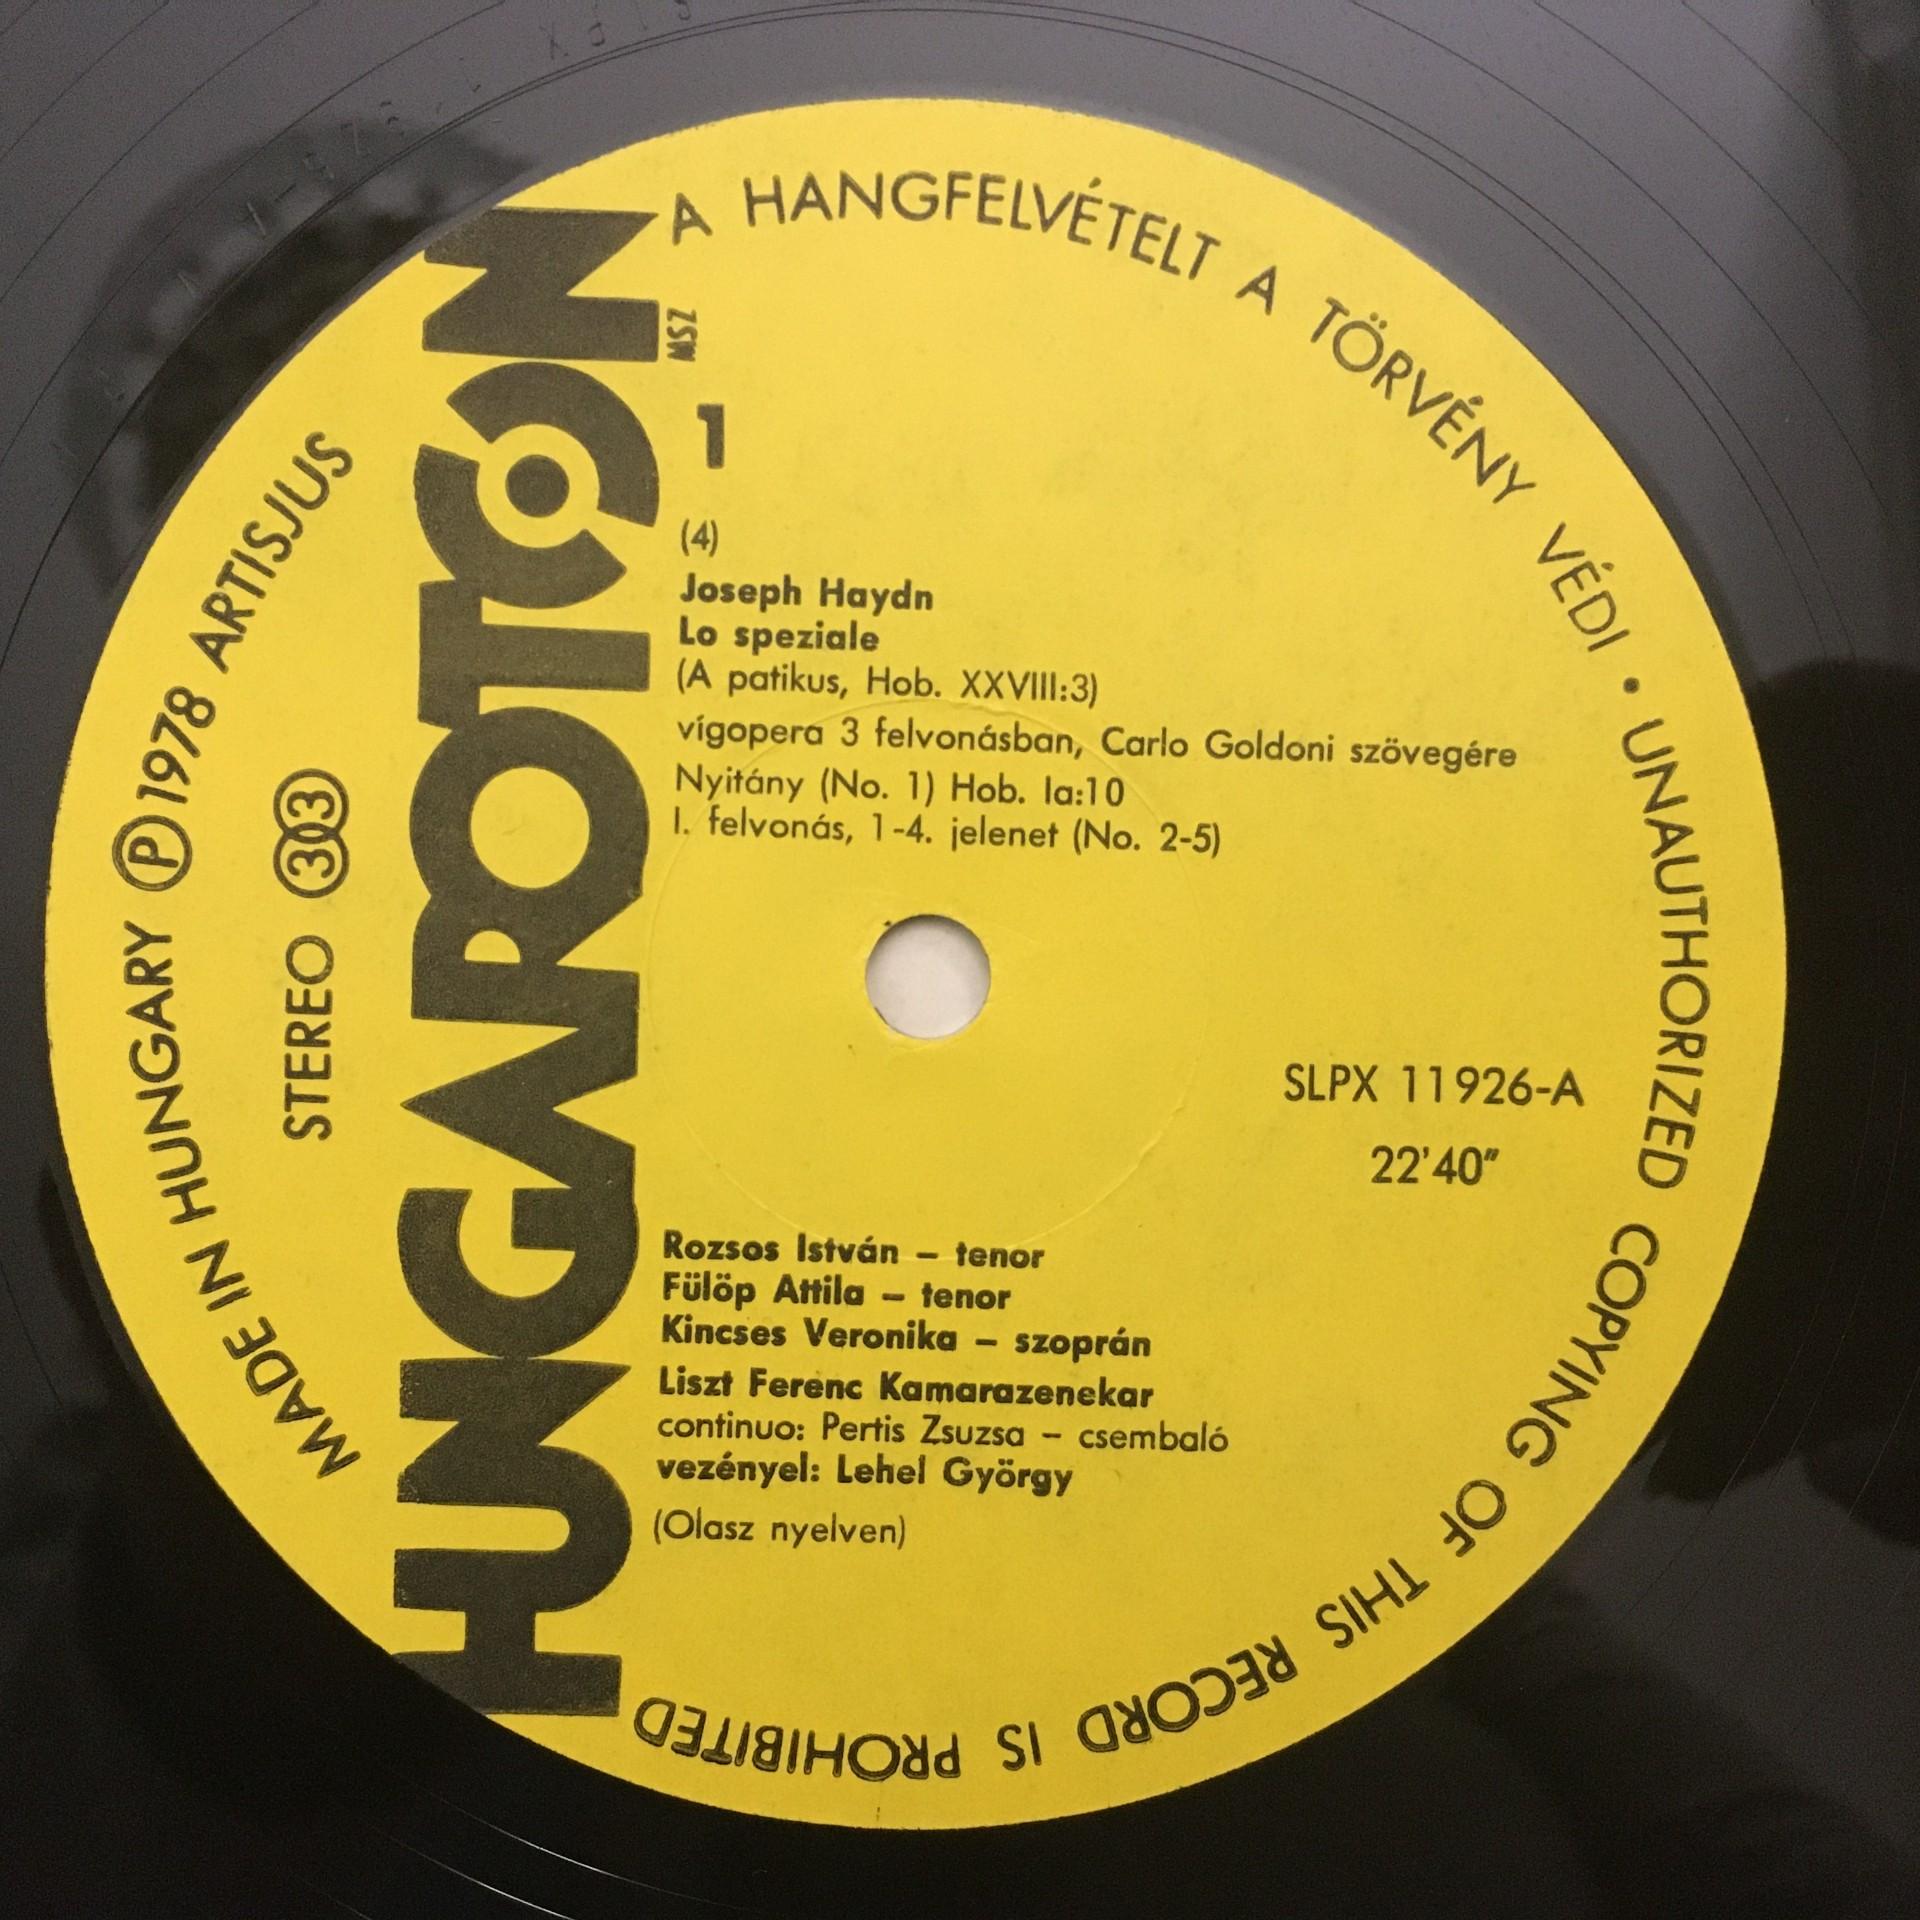 A HANGFELVÉTELT A TÖRVÉNY VÉDI • UNAUTHORIZED COPYING OF THIS RECORD IS PROHIBITED
MADE IN HUNGARY Ⓟ 1978 ARTISJUS
STEREO 33
HUNGAROTON
MSZ
1
(4)
Joseph Haydn
Lo speziale
(A patikus, Hob. XXVIII:3)
vígopera 3 felvonásban, Carlo Goldoni szövegére
Nyitány (No. 1) Hob. Ia:10
I. felvonás, 1-4. jelenet (No. 2-5)
SLPX 11926-A
22'40"
Rozsos István – tenor
Fülöp Attila – tenor
Kincses Veronika – szoprán
Liszt Ferenc Kamarazenekar
continuo: Pertis Zsuzsa – csembaló
vezényel: Lehel György
(Olasz nyelven)